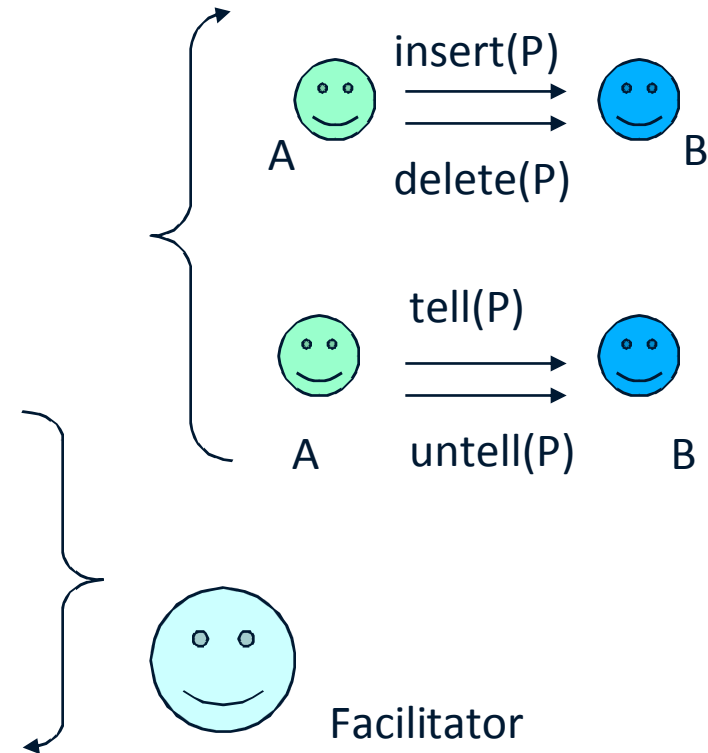 insert(P)
A
B
delete(P)
tell(P)
A
untell(P)
B
Facilitator